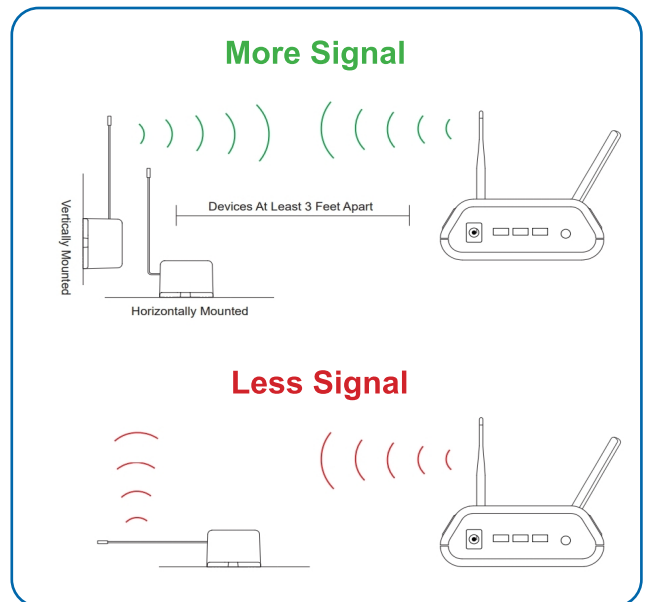 More Signal
Devices At Least 3 Feet Apart
Vertically Mounted
Horizontally Mounted
Less Signal